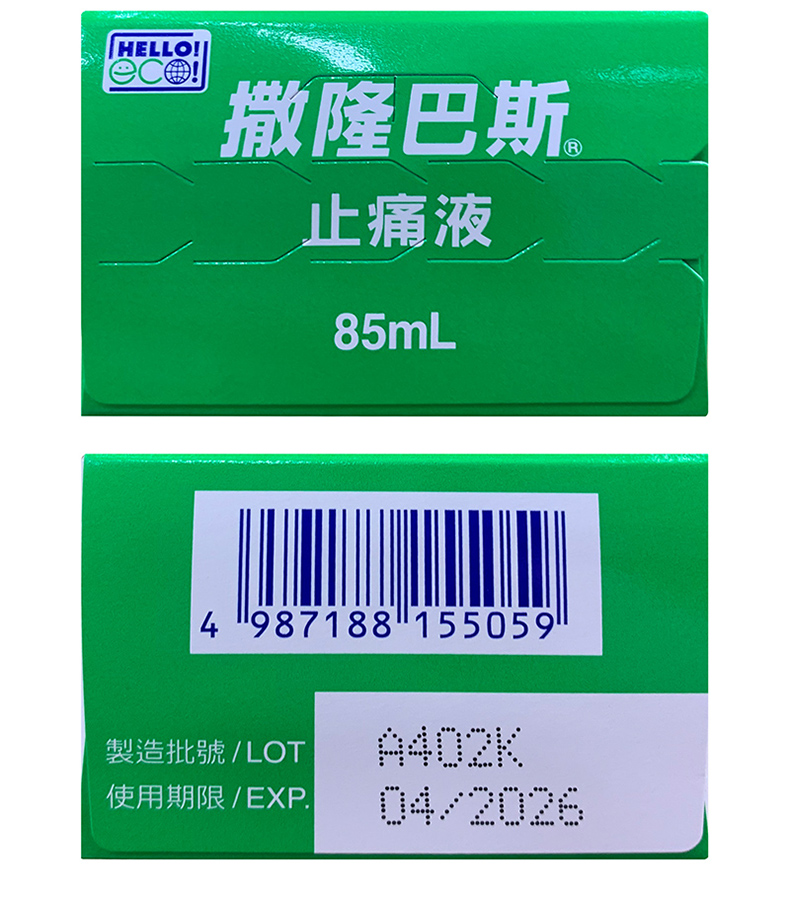 HELLO!
eco!
撒隆巴斯®
止痛液
85mL
4 987188 155059
製造批號/LOT A402K
使用期限/EXP. 04/2026